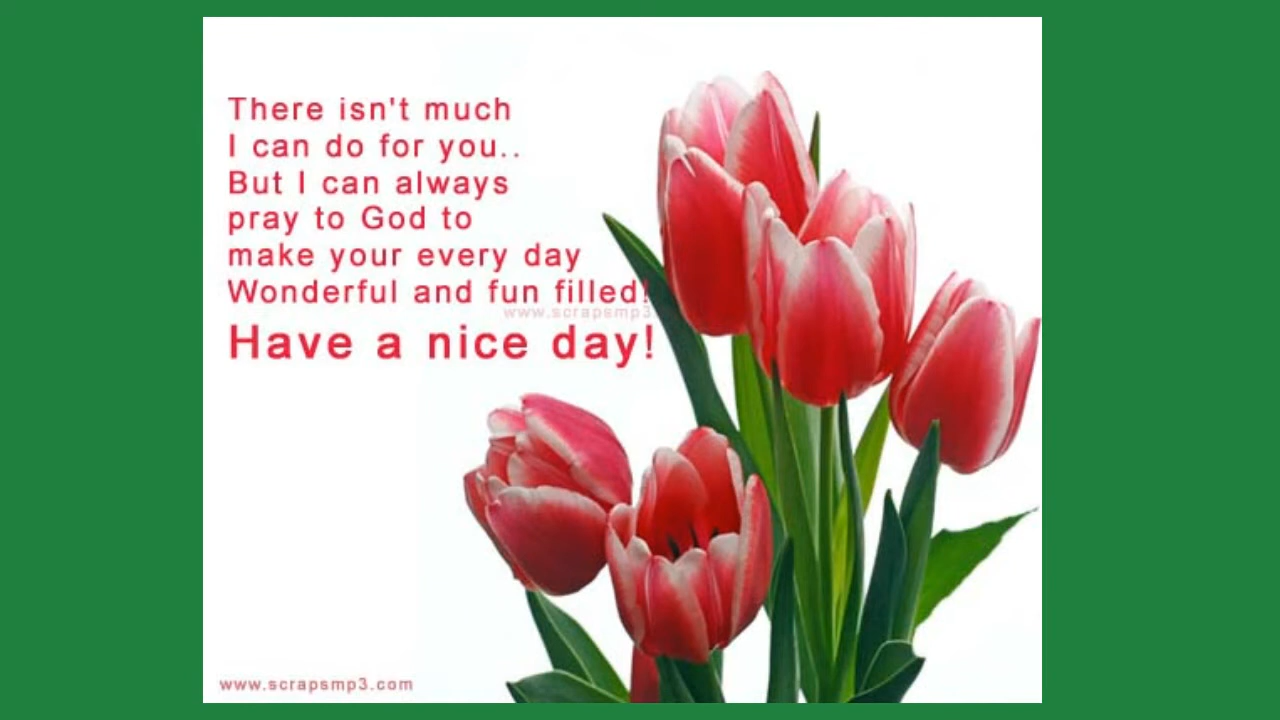 There isn't much
I can do for you..
But I can always
pray to God to
make your every day
Wonderful and fun filled!
www.scrapsmp3
Have a nice day!
www.scrapsmp3.com